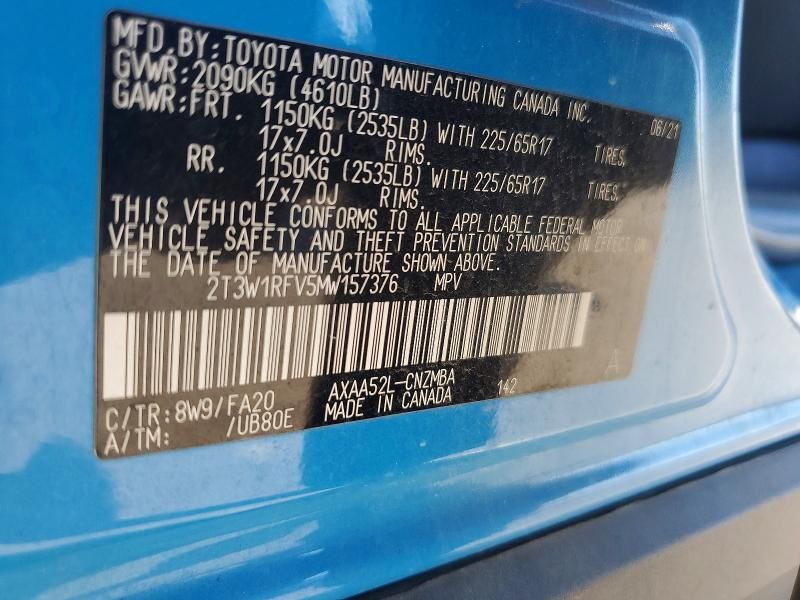 MFD.BY:TOYOTA MOTOR MANUFACTURING CANADA INC.
GVWR:2090KG (4610LB) 06/21
GAWR:FRT. 1150KG (2535LB) WITH 225/65R17 TIRES,
17x7.0J RIMS.
RR. 1150KG (2535LB) WITH 225/65R17 TIRES,
17x7.0J RIMS.
THIS VEHICLE CONFORMS TO ALL APPLICABLE FEDERAL MOTOR
VEHICLE SAFETY AND THEFT PREVENTION STANDARDS IN EFFECT ON
THE DATE OF MANUFACTURE SHOWN ABOVE.
2T3W1RFV5MW157376 MPV
C/TR:8W9/FA20 AXAA52L-CNZMBA 142 A
A/TM: /UB80E MADE IN CANADA